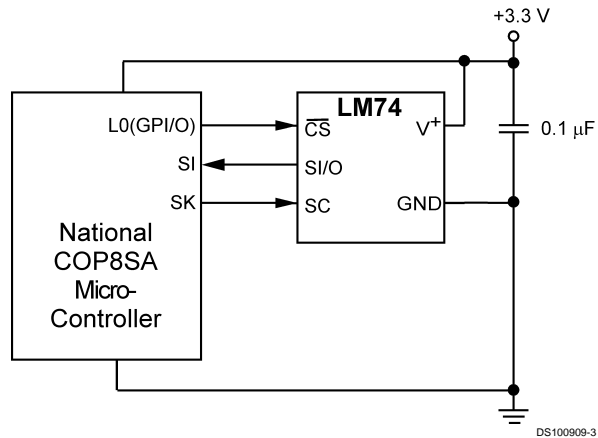 +3.3 V
LM74
L0(GPI/O)
CS
V+
0.1 µF
SI
SI/O
SK
SC
GND
National
COP8SA
Micro-
Controller
DS100909-3